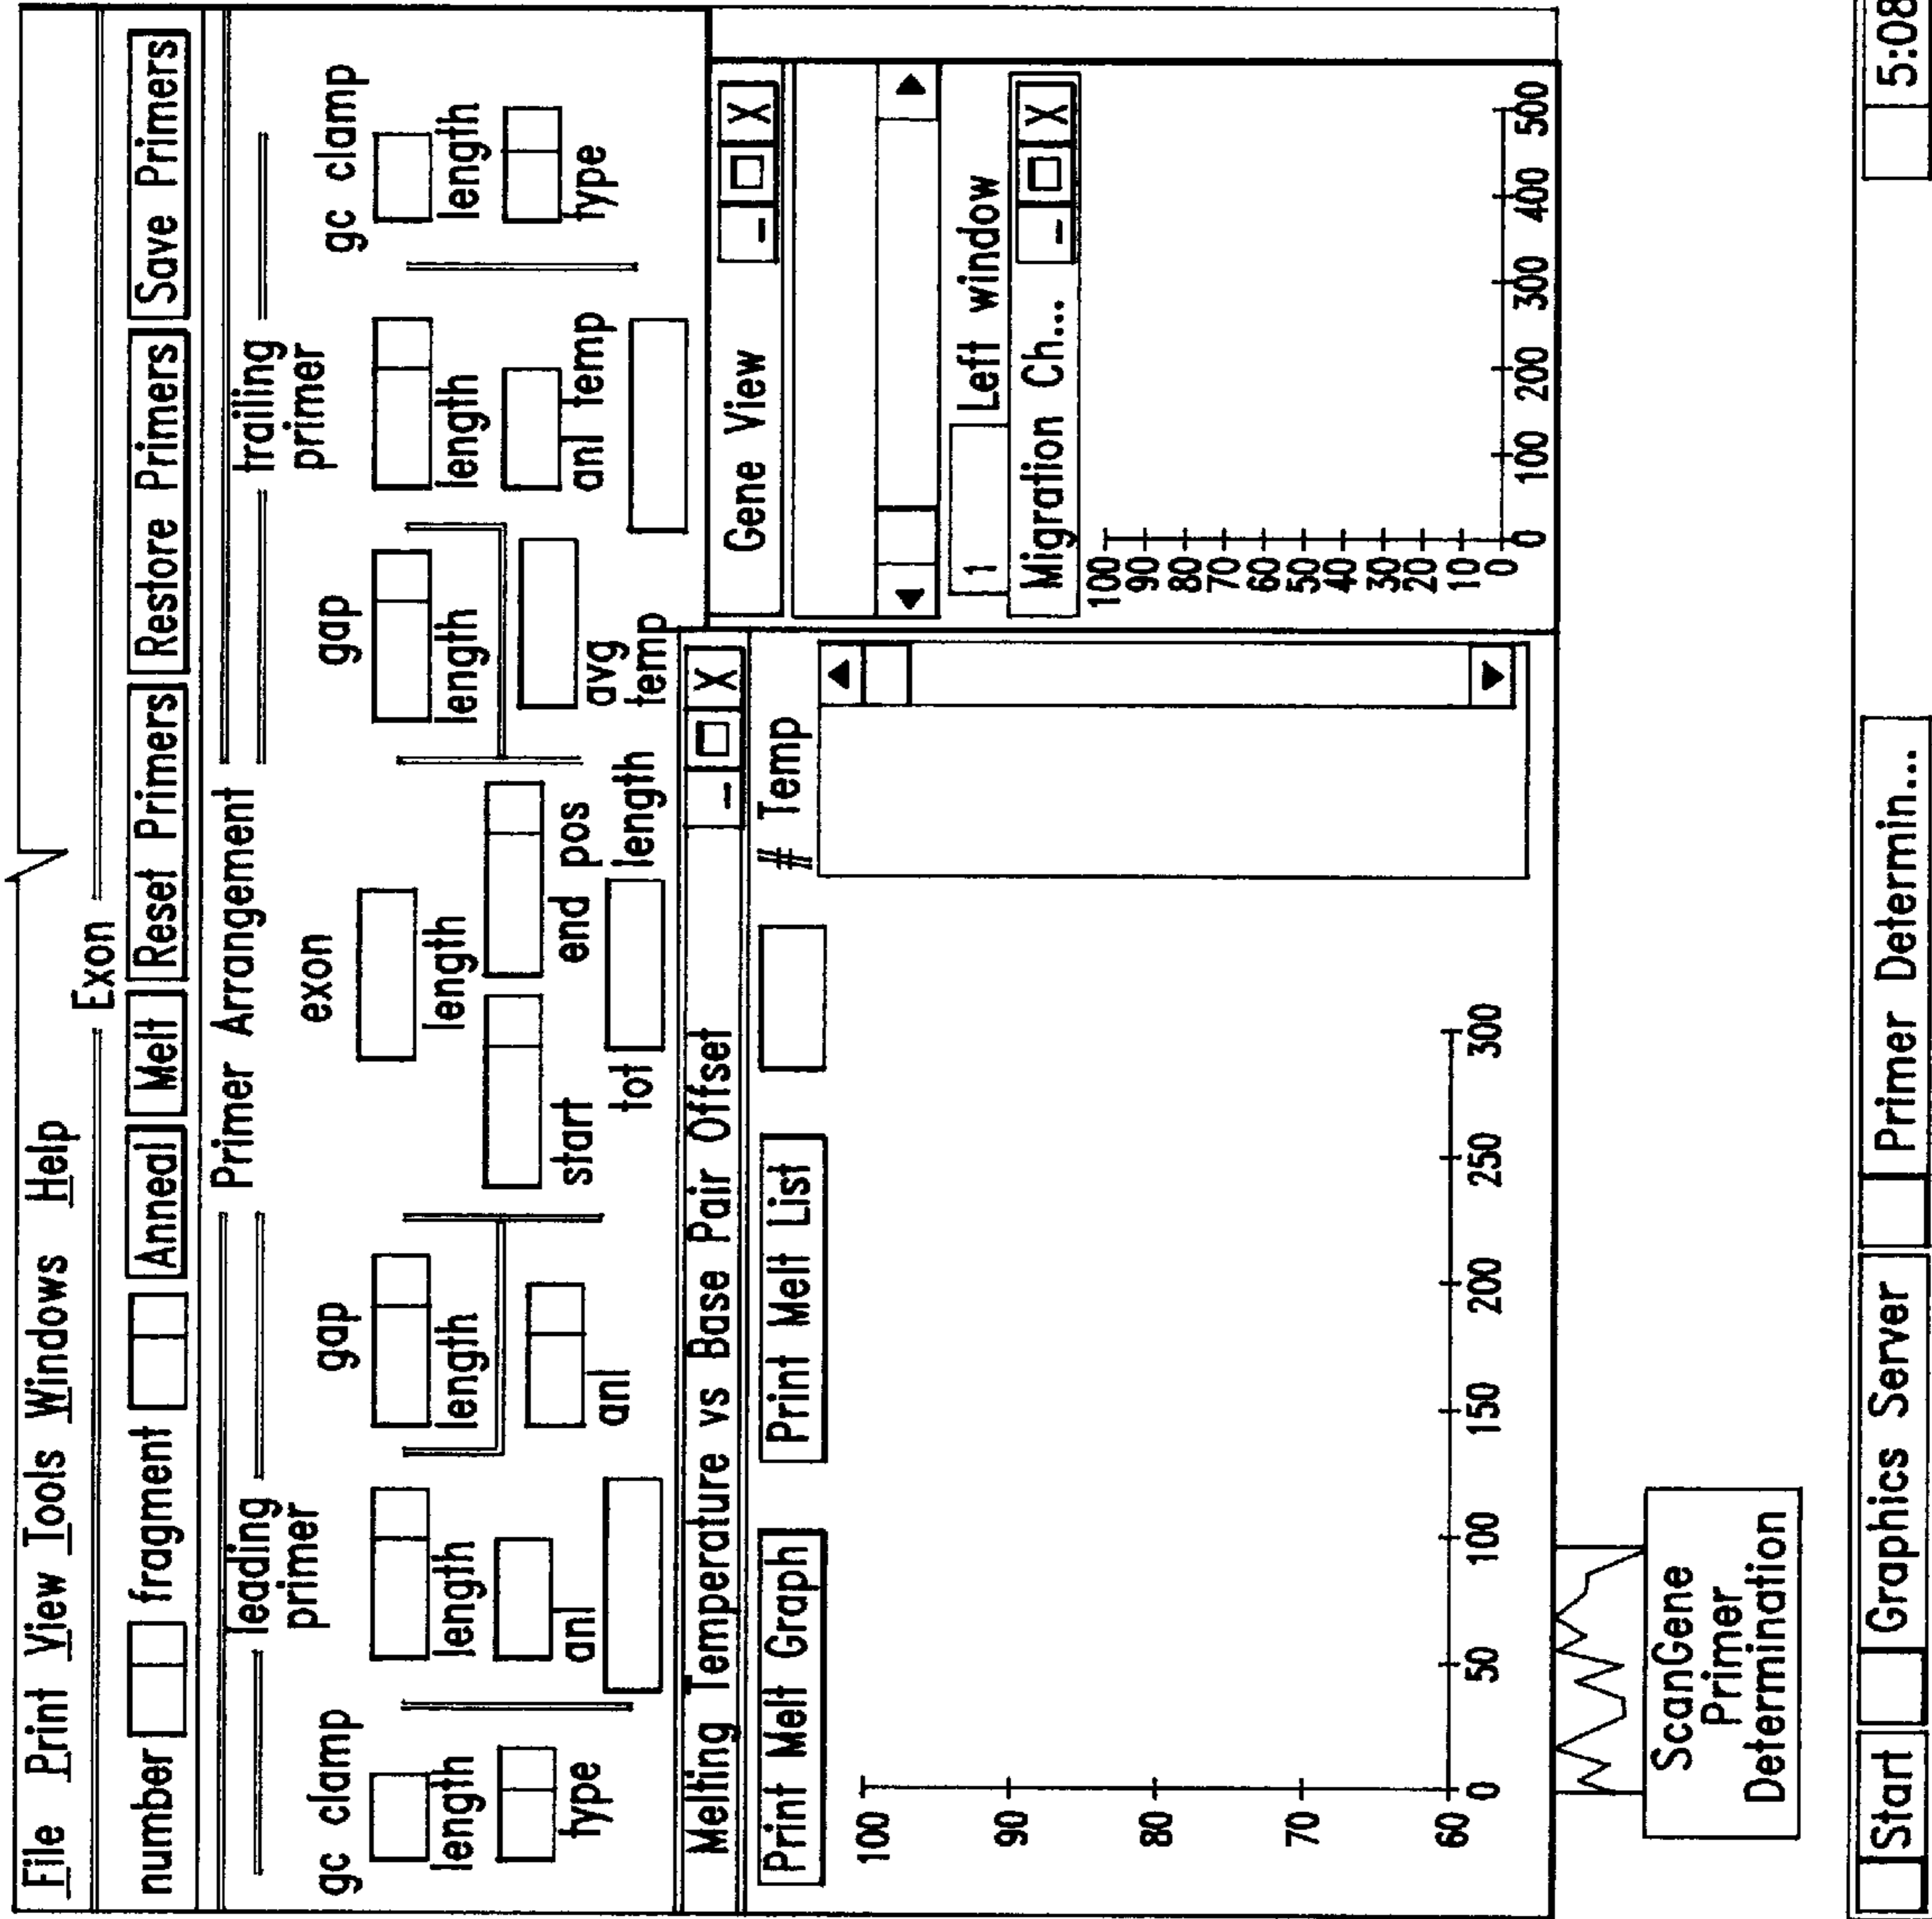 File Print View Tools Windows Help
Exon
number fragment Anneal Melt Reset Primers Restore Primers Save Primers
Primer Arrangement
leading primer
trailing primer
gc clamp
gap
exon
gap
gc clamp
length
length
length
length
length
length
length
type
anl
anl
start
end pos
avg temp
anl temp
type
tot
length
Melting Temperature vs Base Pair Offset
– □ X
Print Melt Graph
Print Melt List
# Temp
100
90
80
70
60
0 50 100 150 200 250 300
Gene View
– □ X
1
Left window
Migration Ch...
– □ X
100
90
80
70
60
50
40
30
20
10
0
0 100 200 300 400 500
ScanGene
Primer
Determination
Start Graphics Server Primer Determin... 5:08